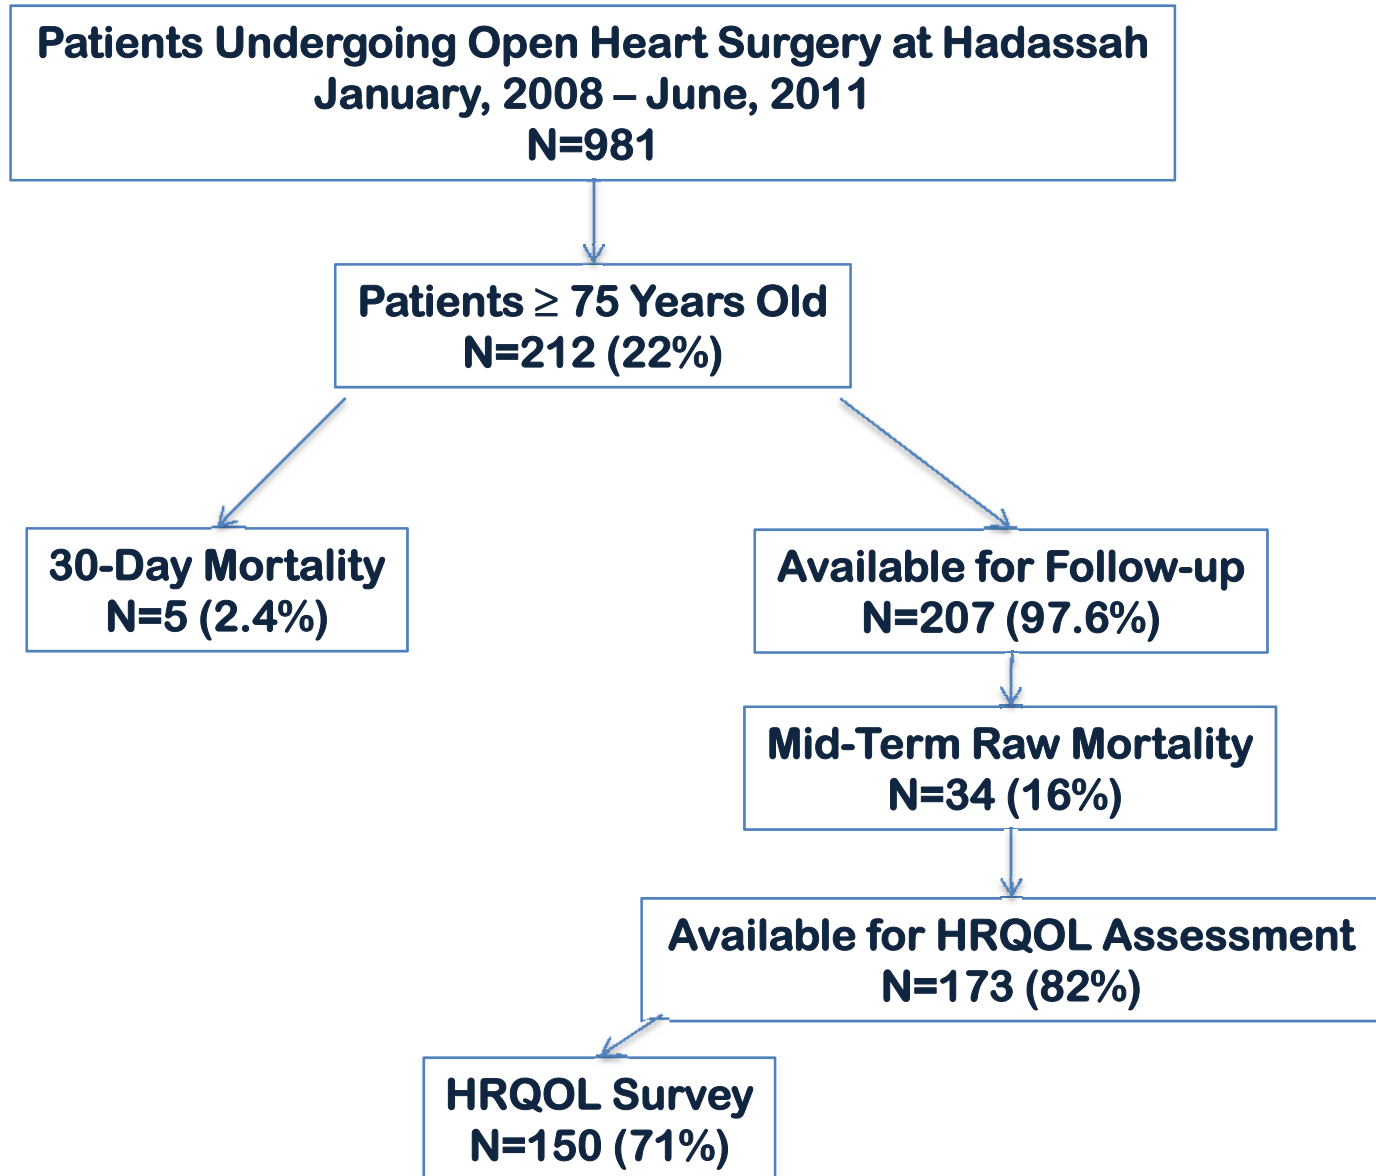 Patients Undergoing Open Heart Surgery at Hadassah
January, 2008 – June, 2011
N=981
Patients ≥ 75 Years Old
N=212 (22%)
30-Day Mortality
N=5 (2.4%)
Available for Follow-up
N=207 (97.6%)
Mid-Term Raw Mortality
N=34 (16%)
Available for HRQOL Assessment
N=173 (82%)
HRQOL Survey
N=150 (71%)